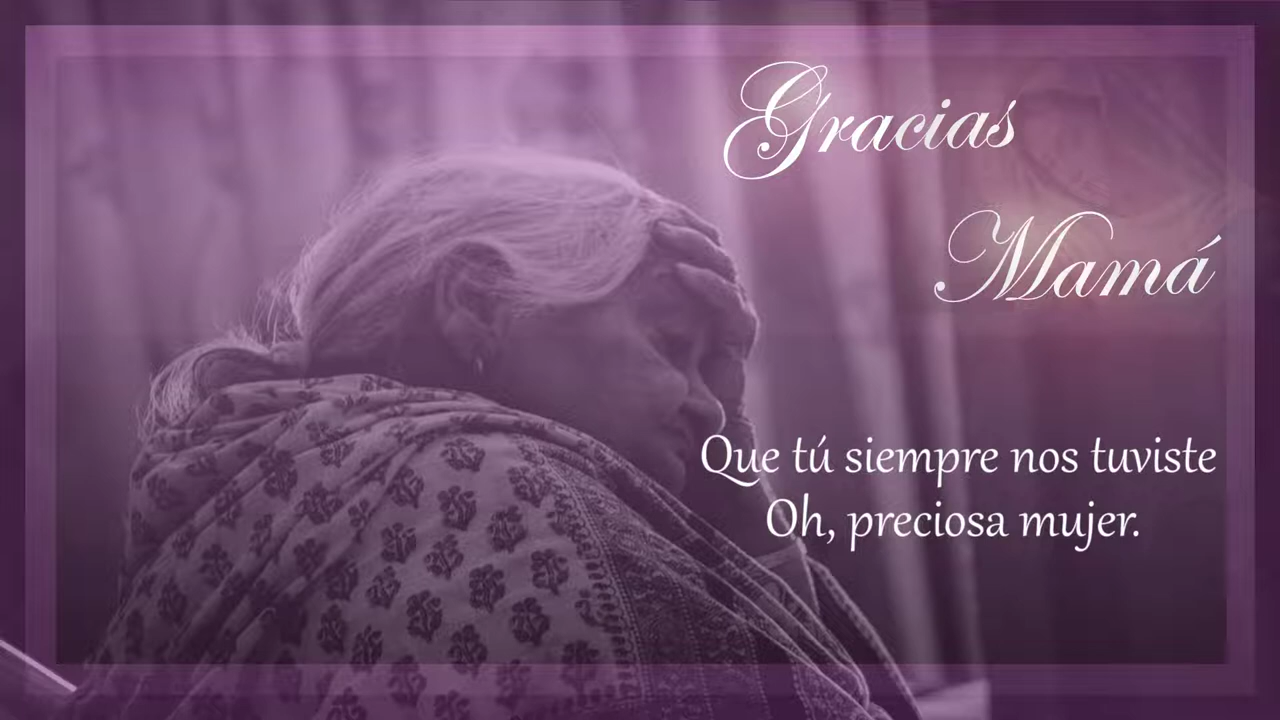 Gracias
Mamá
Que tú siempre nos tuviste
Oh, preciosa mujer.